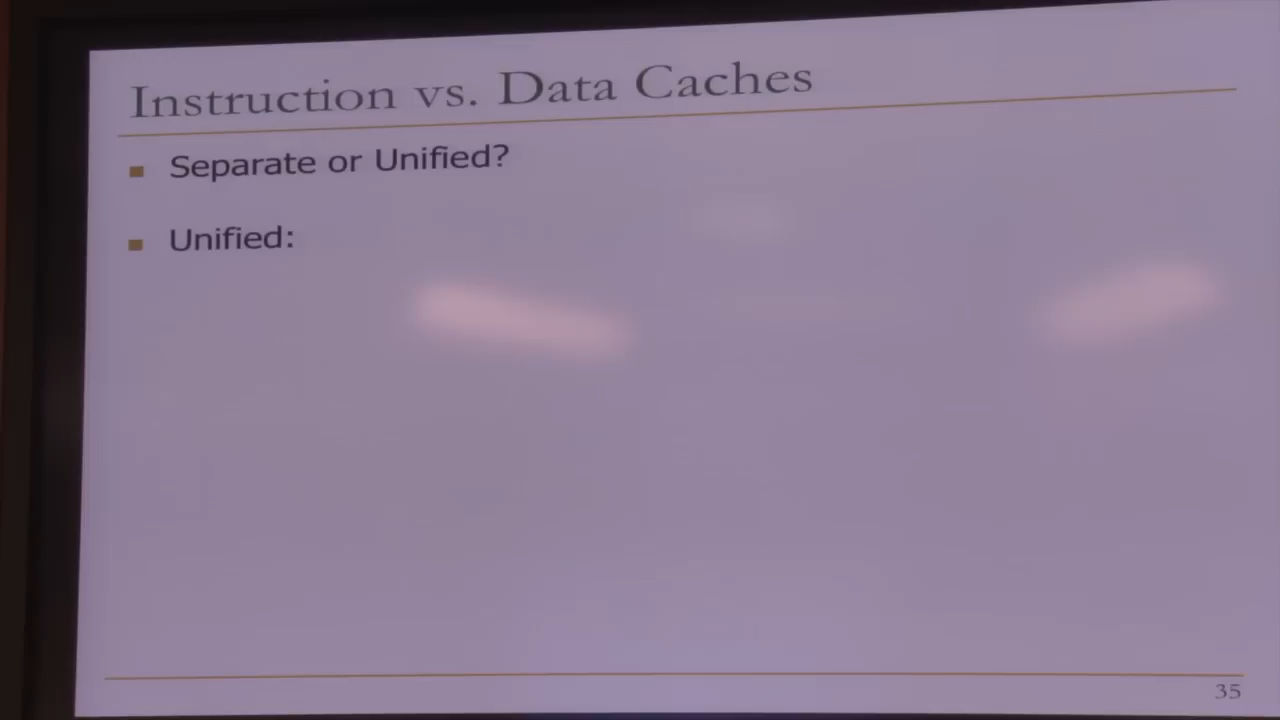 Instruction vs. Data Caches
Separate or Unified?
Unified:
35